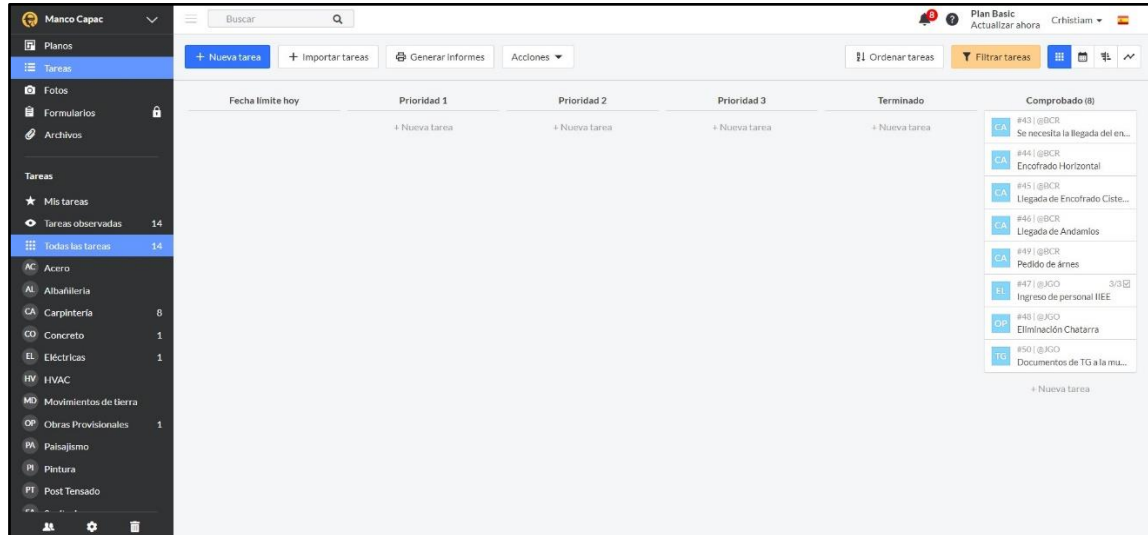 Manco Capac
Buscar
8
Plan Basic
Actualizar ahora
Crhistiam
Planos
Tareas
Fotos
Formularios
Archivos
+ Nueva tarea
+ Importar tareas
Generar informes
Acciones
Ordenar tareas
Filtrar tareas
Tareas
Mis tareas
Tareas observadas 14
Todas las tareas 14
AC Acero
AL Albañilería
CA Carpintería 8
CO Concreto 1
EL Eléctricas 1
HV HVAC
MD Movimientos de tierra
OP Obras Provisionales 1
PA Paisajismo
PI Pintura
PT Post Tensado
Fecha límite hoy
Prioridad 1
+ Nueva tarea
Prioridad 2
+ Nueva tarea
Prioridad 3
+ Nueva tarea
Terminado
+ Nueva tarea
Comprobado (8)
CA #43 | @BCR
Se necesita la llegada del en...
CA #44 | @BCR
Encofrado Horizontal
CA #45 | @BCR
Llegada de Encofrado Ciste...
CA #46 | @BCR
Llegada de Andamios
CA #49 | @BCR
Pedido de árnes
EL #47 | @JGO 3/3
Ingreso de personal IIEE
OP #48 | @JGO
Eliminación Chatarra
TG #50 | @JGO
Documentos de TG a la mu...
+ Nueva tarea